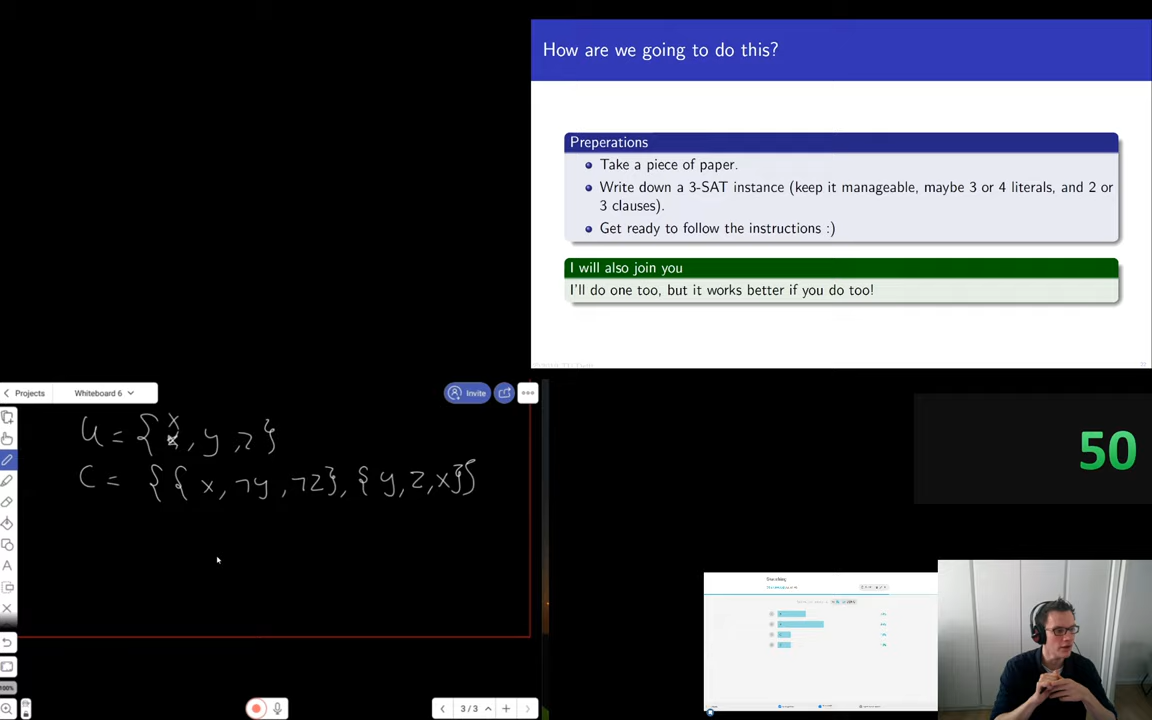 How are we going to do this?
Preperations
Take a piece of paper.
Write down a 3-SAT instance (keep it manageable, maybe 3 or 4 literals, and 2 or
3 clauses).
Get ready to follow the instructions :)
I will also join you
I'll do one too, but it works better if you do too!
Projects
Whiteboard 6
Invite
U = {x, y, z}
C = {{x, ¬y, ¬z}, {y, z, x}}
50
100%
3/3